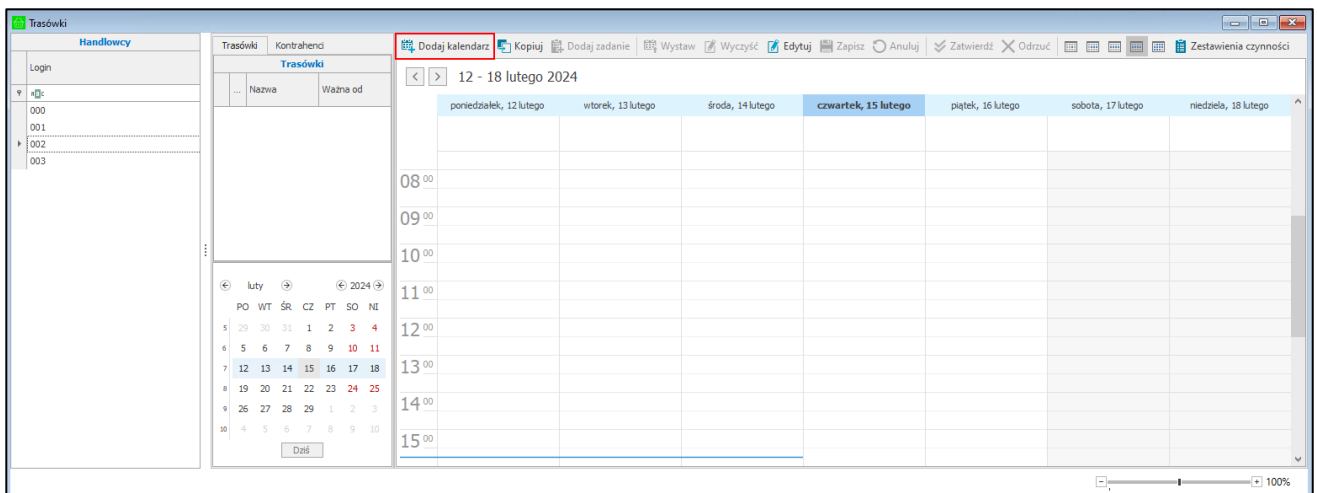 Trasówki
Handlowcy
Login
000
001
002
003
Trasówki Kontrahenci
Trasówki
... Nazwa Ważna od
luty 2024
PO WT ŚR CZ PT SO NI
5 29 30 31 1 2 3 4
6 5 6 7 8 9 10 11
7 12 13 14 15 16 17 18
8 19 20 21 22 23 24 25
9 26 27 28 29 1 2 3
10 4 5 6 7 8 9 10
Dziś
Dodaj kalendarz Kopiuj Dodaj zadanie Wystaw Wyczyść Edytuj Zapisz Anuluj Zatwierdź Odrzuć Zestawienia czynności
12 - 18 lutego 2024
poniedziałek, 12 lutego wtorek, 13 lutego środa, 14 lutego czwartek, 15 lutego piątek, 16 lutego sobota, 17 lutego niedziela, 18 lutego
08 00
09 00
10 00
11 00
12 00
13 00
14 00
15 00
100%